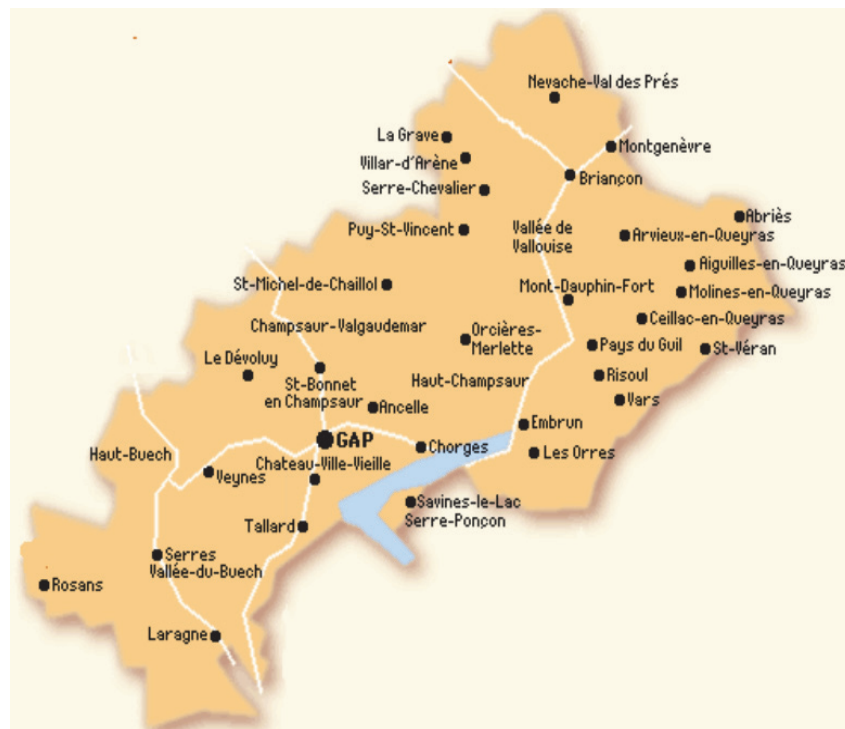 Nevache-Val des Prés
La Grave
Montgenèvre
Villar-d'Arène
Briançon
Serre-Chevalier
Abriès
Puy-St-Vincent
Vallée de
Vallouise
Arvieux-en-Queyras
Aiguilles-en-Queyras
St-Michel-de-Chaillol
Mont-Dauphin-Fort
Molines-en-Queyras
Champsaur-Valgaudemar
Orcières-
Merlette
Ceillac-en-Queyras
Pays du Guil
St-Véran
Le Dévoluy
St-Bonnet
en Champsaur
Haut-Champsaur
Risoul
Ancelle
Vars
Embrun
GAP
Chorges
Haut-Buech
Les Orres
Chateau-Ville-Vieille
Veynes
Savines-le-Lac
Serre-Ponçon
Tallard
Serres
Vallée-du-Buech
Rosans
Laragne